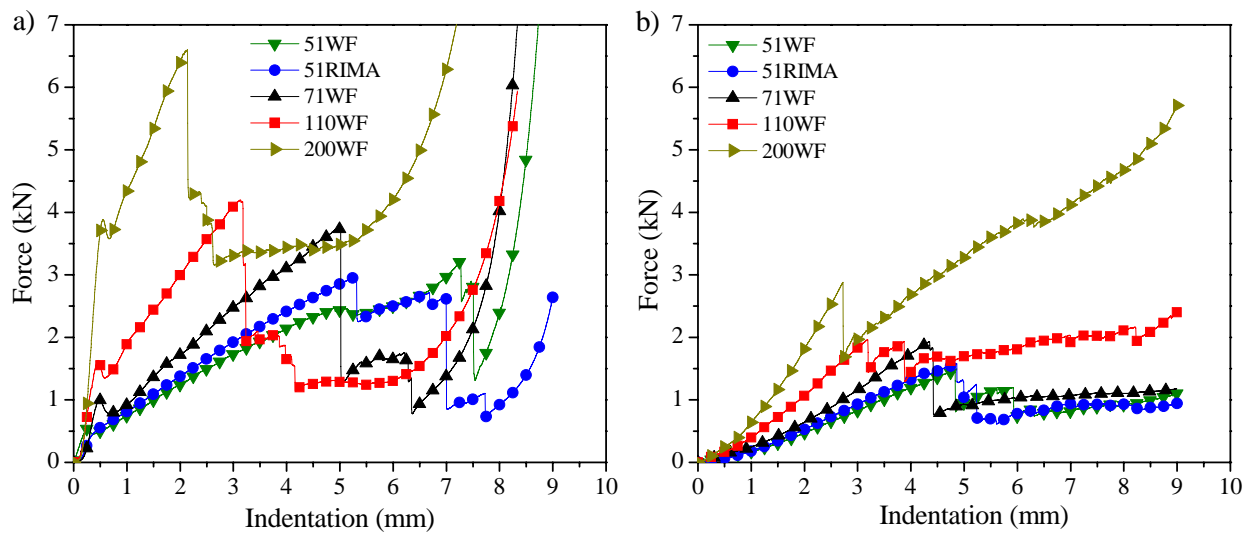 a)
7
6
5
4
3
2
1
0
Force (kN)
51WF
51RIMA
71WF
110WF
200WF
0 1 2 3 4 5 6 7 8 9 10
Indentation (mm)
b)
7
6
5
4
3
2
1
0
Force (kN)
51WF
51RIMA
71WF
110WF
200WF
0 1 2 3 4 5 6 7 8 9 10
Indentation (mm)